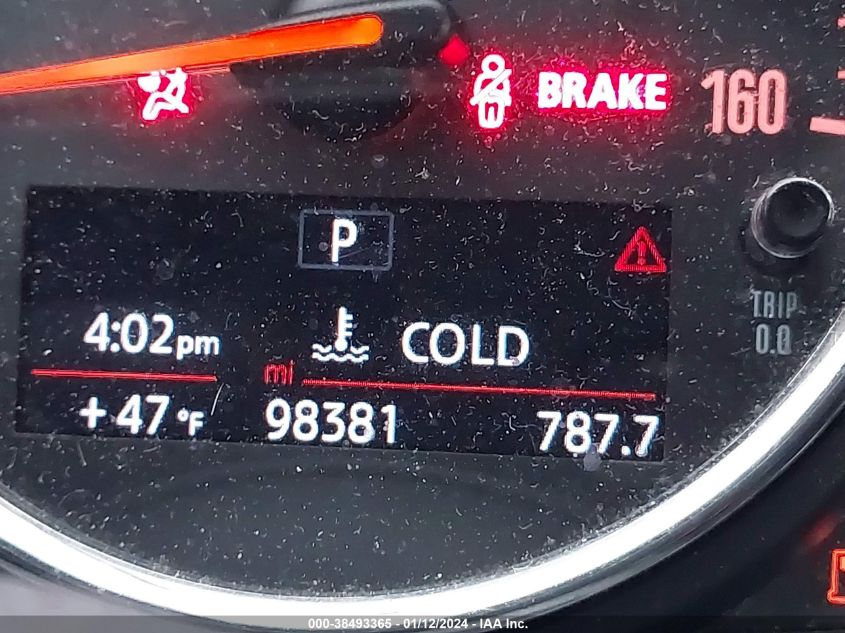 BRAKE
160
P
4:02pm
COLD
mi
+47°F
98381
787.7
TRIP
0.0
000-38493365 - 01/12/2024 - IAA Inc.